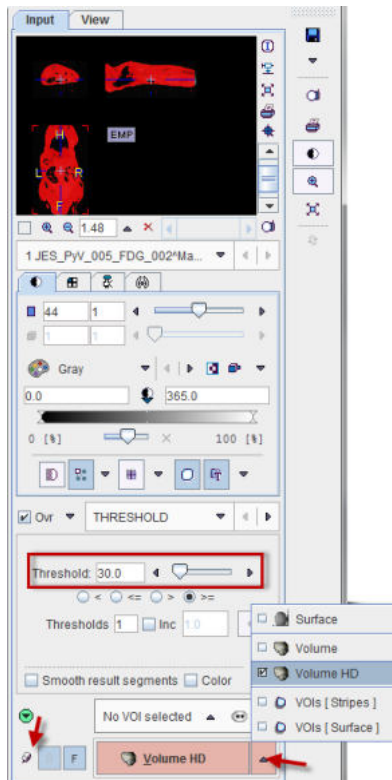 Input View
EMP
H
L R
F
1.48
1 JES_PyV_005_FDG_002^Ma...
44 1
1 1
Gray
0.0 365.0
0 [%] 100 [%]
Ovr THRESHOLD
Threshold: 30.0
< <= > >=
Thresholds 1 Inc 1.0
Surface
Volume
Smooth result segments Color
Volume HD
No VOI selected
VOIs [ Stripes ]
F Volume HD
VOIs [ Surface ]